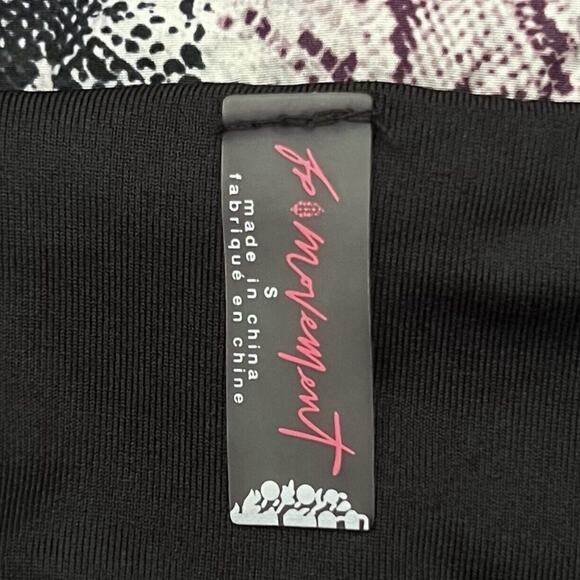 fp movement
S
made in china
fabriqué en chine